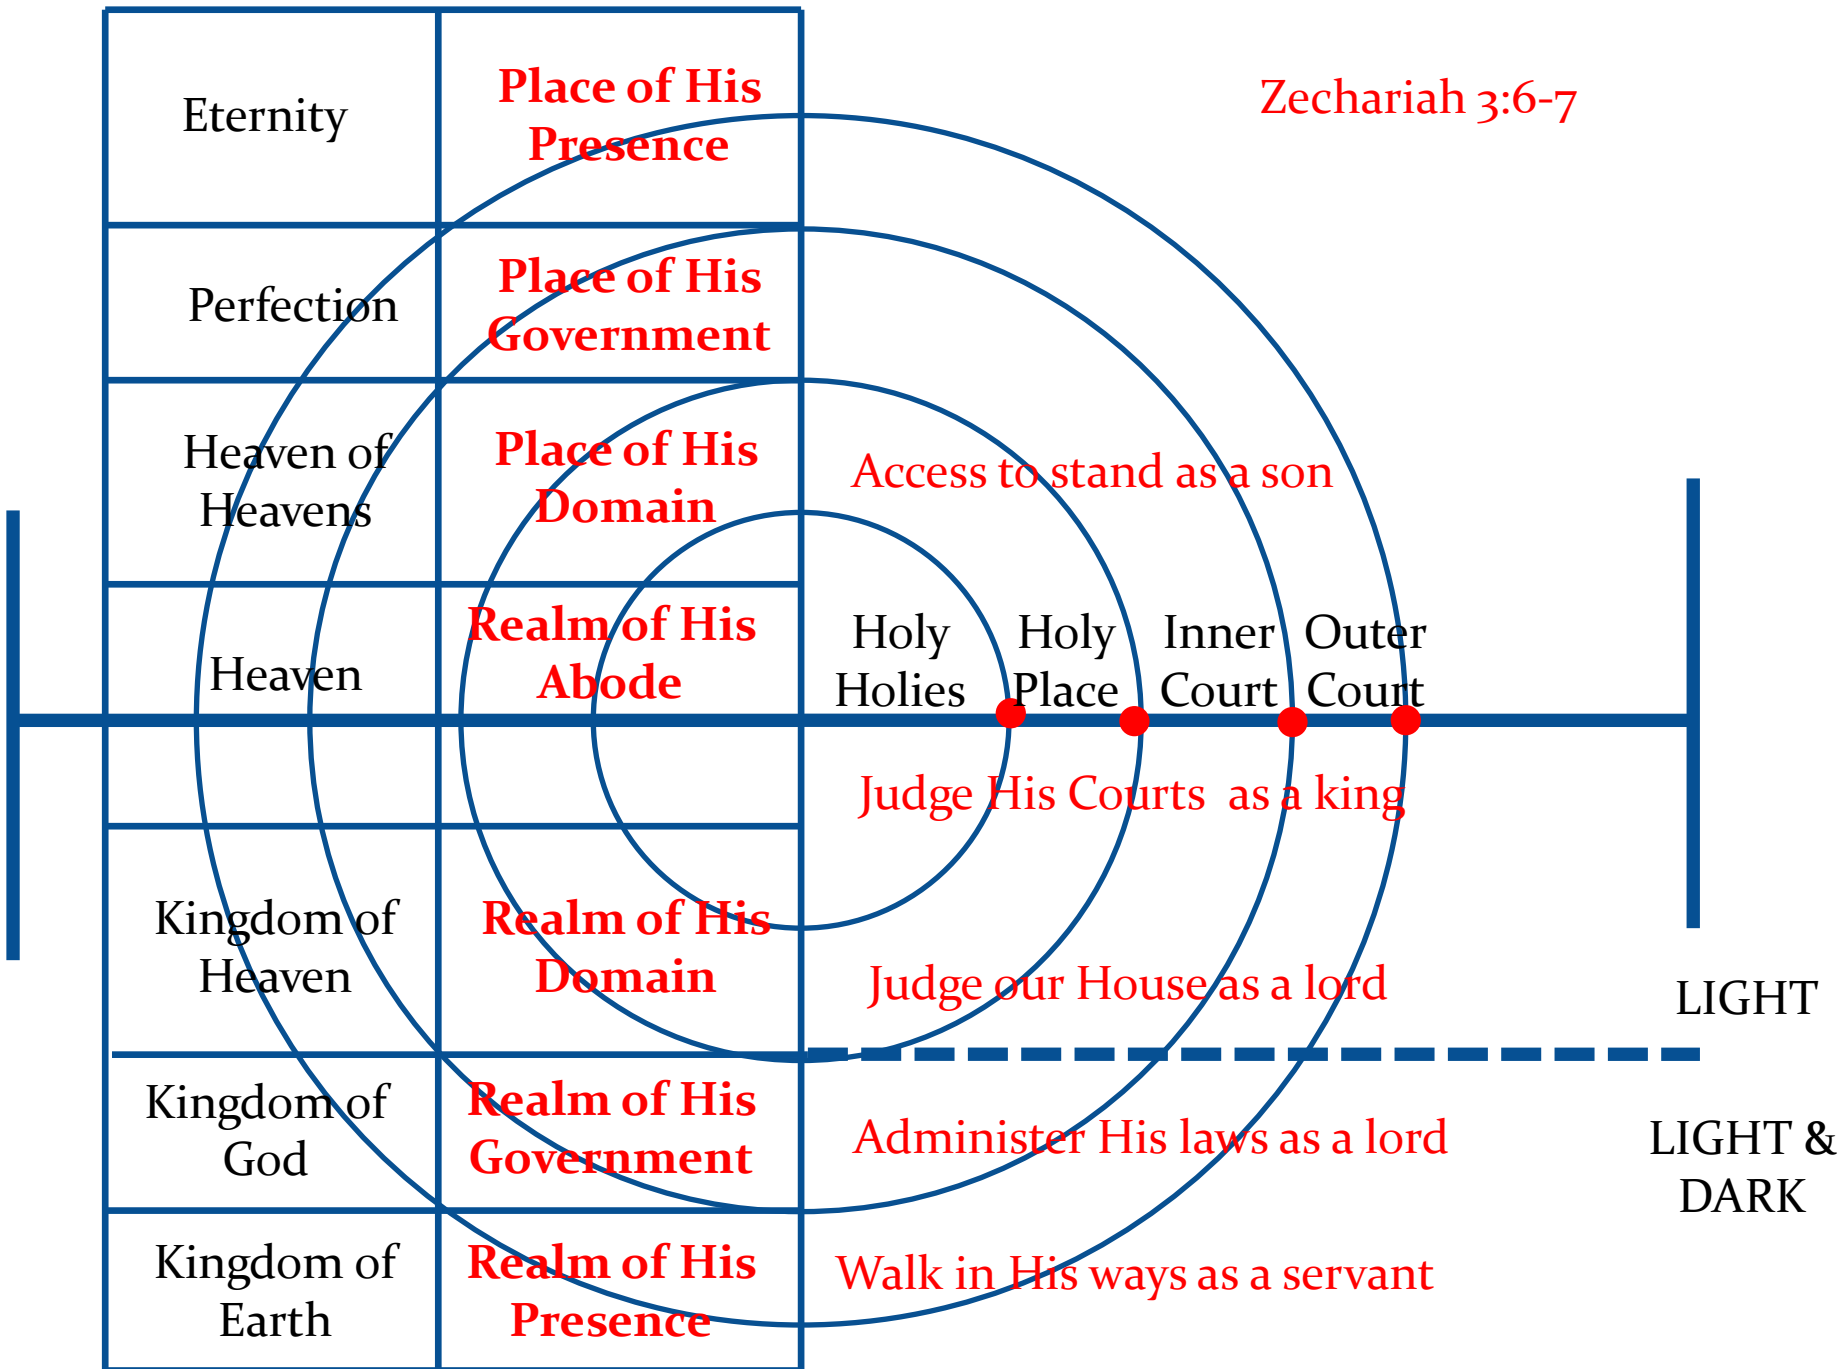 Eternity
Place of His
Presence
Zechariah 3:6-7
Perfection
Place of His
Government
Heaven of
Heavens
Place of His
Domain
Access to stand as a son
Heaven
Realm of His
Abode
Holy
Holies
Holy
Place
Inner
Court
Outer
Court
Judge His Courts  as a king
Kingdom of
Heaven
Realm of His
Domain
Judge our House as a lord
LIGHT
Kingdom of
God
Realm of His
Government
Administer His laws as a lord
LIGHT &
DARK
Kingdom of
Earth
Realm of His
Presence
Walk in His ways as a servant